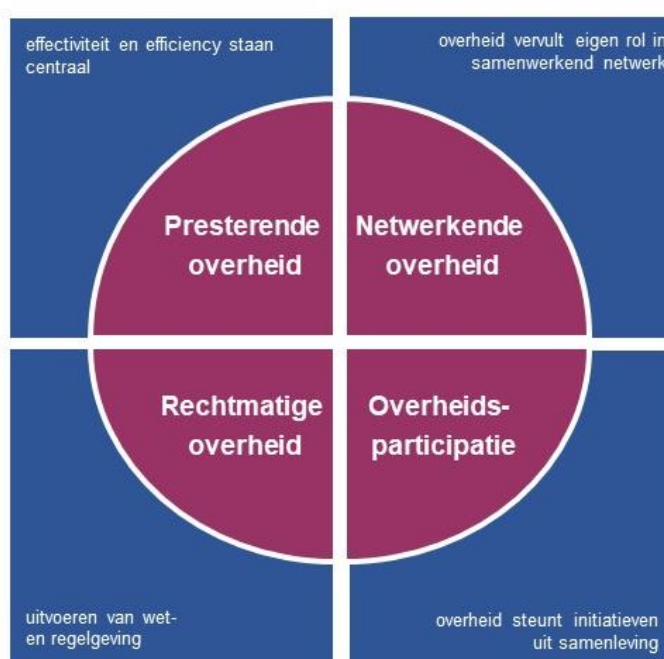 effectiviteit en efficiency staan
centraal
overheid vervult eigen rol in
samenwerkend netwerk
Presterende
overheid
Netwerkende
overheid
Rechtmatige
overheid
Overheids-
participatie
uitvoeren van wet-
en regelgeving
overheid steunt initiatieven
uit samenleving